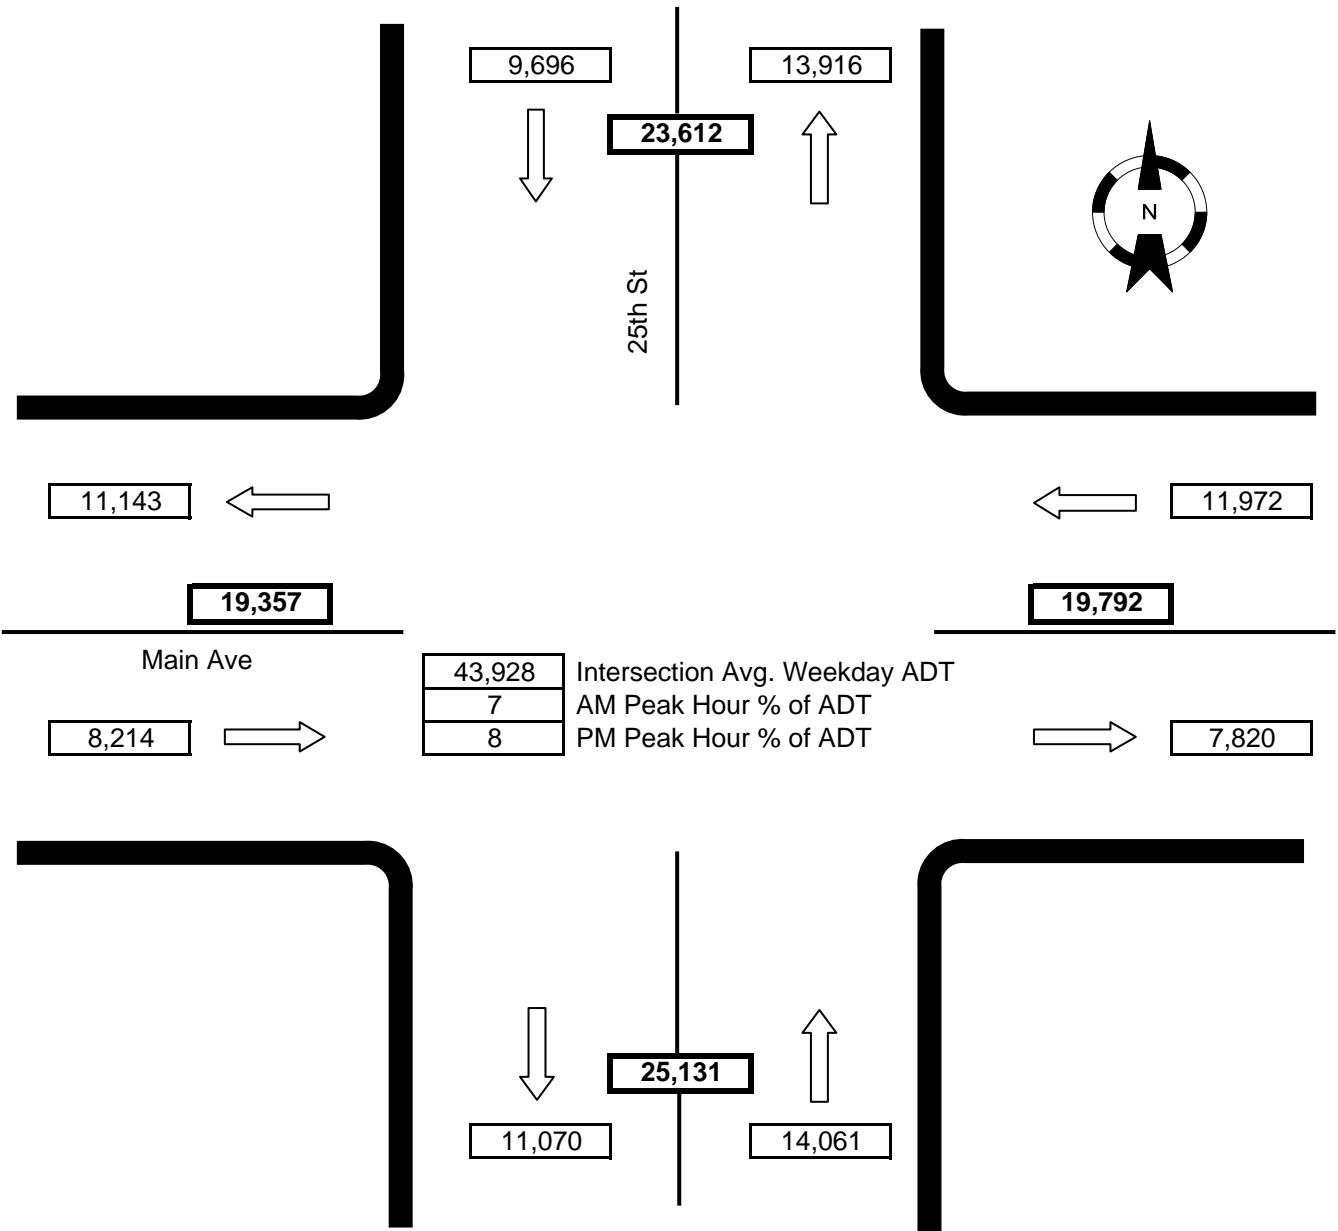 9,696
13,916
23,612
N
25th St
11,143
11,972
19,357
19,792
Main Ave
43,928 Intersection Avg. Weekday ADT
7 AM Peak Hour % of ADT
8 PM Peak Hour % of ADT
8,214
7,820
25,131
11,070
14,061